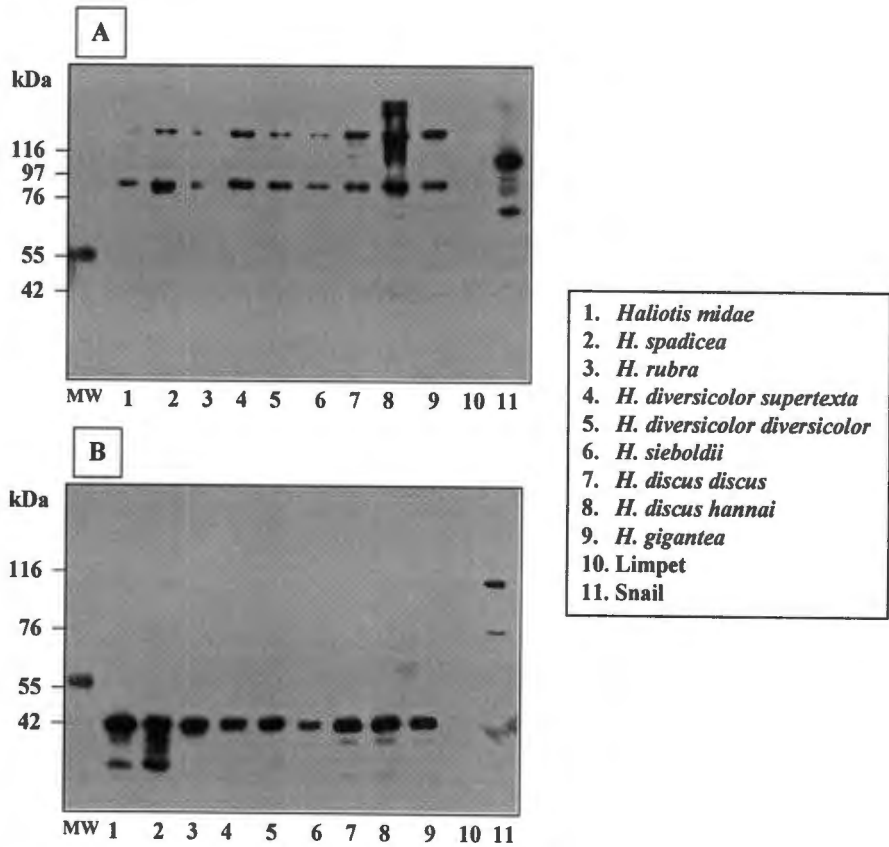 A
kDa
116
97
76
55
42
MW 1 2 3 4 5 6 7 8 9 10 11
B
kDa
116
76
55
42
MW 1 2 3 4 5 6 7 8 9 10 11
1. Haliotis midae
2. H. spadicea
3. H. rubra
4. H. diversicolor supertexta
5. H. diversicolor diversicolor
6. H. sieboldii
7. H. discus discus
8. H. discus hannai
9. H. gigantea
10. Limpet
11. Snail